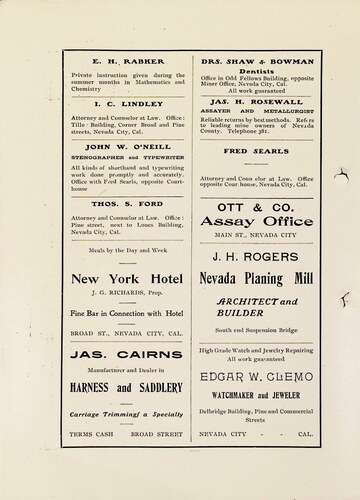 E. H. RABKER
Private instruction given during the
summer months in Mathematics and
Chemistry
I. C. LINDLEY
Attorney and Counselor at Law. Office:
Tilly Building, Corner Broad and Pine
streets, Nevada City, Cal.
JOHN W. O'NEILL
STENOGRAPHER and TYPEWRITER
All kinds of shorthand and typewriting
work done promptly and accurately.
Office with Fred Searls, opposite Court-
house
THOS. S. FORD
Attorney and Counselor at Law. Office:
Pine street, next to Lunes Building,
Nevada City, Cal.
Meals by the Day and Week
New York Hotel
J. G. RICHARDS, Prop.
Fine Bar in Connection with Hotel
BROAD ST., NEVADA CITY, CAL.
JAS. CAIRNS
Manufacturer and Dealer in
HARNESS and SADDLERY
Carriage Trimming a Specialty
TERMS CASH BROAD STREET
DRS. SHAW & BOWMAN
Dentists
Office in Odd Fellows Building, opposite
Miner Office, Nevada City, Cal.
All work guaranteed
JAS. H. ROSEWALL
ASSAYER AND METALLURGIST
Reliable returns by best methods. Refers
to leading mine owners of Nevada
County. Telephone 381.
FRED SEARLS
Attorney and Counselor at Law. Office
opposite Court house, Nevada City, Cal.
OTT & CO.
Assay Office
MAIN ST., NEVADA CITY
J. H. ROGERS
Nevada Planing Mill
ARCHITECT and
BUILDER
South end Suspension Bridge
High Grade Watch and Jewelry Repairing
All work guaranteed
EDGAR W. CLEMO
WATCHMAKER and JEWELER
Delbridge Building, Pine and Commercial
Streets
NEVADA CITY - - CAL.